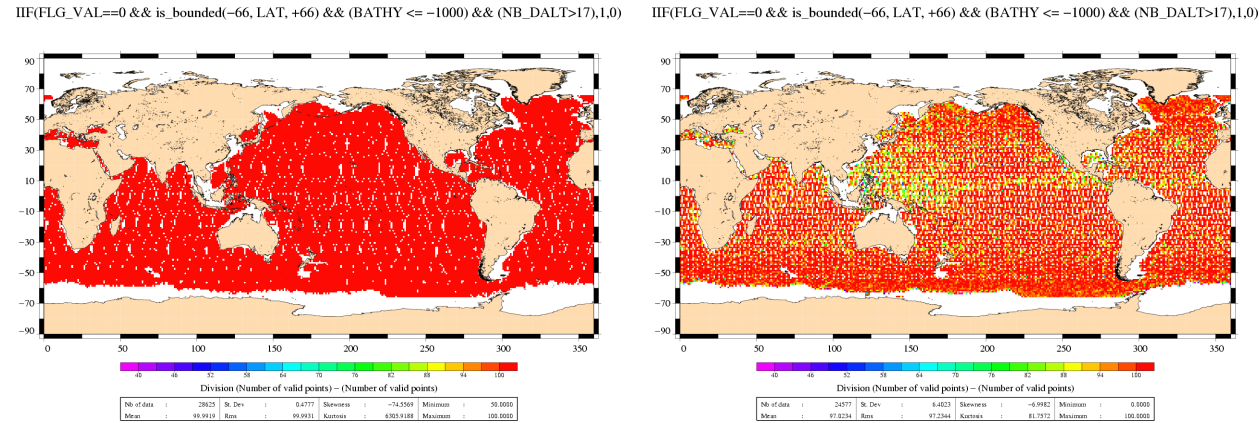 IIF(FLG_VAL==0 && is_bounded(−66, LAT, +66) && (BATHY <= −1000) && (NB_DALT>17),1,0)
90
70
50
30
10
−10
−30
−50
−70
−90
0 50 100 150 200 250 300 350
40 46 52 58 64 70 76 82 88 94 100
Division (Number of valid points) − (Number of valid points)
Nb of data : 28625 St. Dev : 0.4777 Skewness : −74.5569 Minimum : 50.0000
Mean : 99.9919 Rms : 99.9931 Kurtosis : 6305.9188 Maximum : 100.0000
IIF(FLG_VAL==0 && is_bounded(−66, LAT, +66) && (BATHY <= −1000) && (NB_DALT>17),1,0)
90
70
50
30
10
−10
−30
−50
−70
−90
0 50 100 150 200 250 300 350
40 46 52 58 64 70 76 82 88 94 100
Division (Number of valid points) − (Number of valid points)
Nb of data : 24577 St. Dev : 6.4023 Skewness : −6.9982 Minimum : 0.0000
Mean : 97.0234 Rms : 97.2344 Kurtosis : 81.7572 Maximum : 100.0000